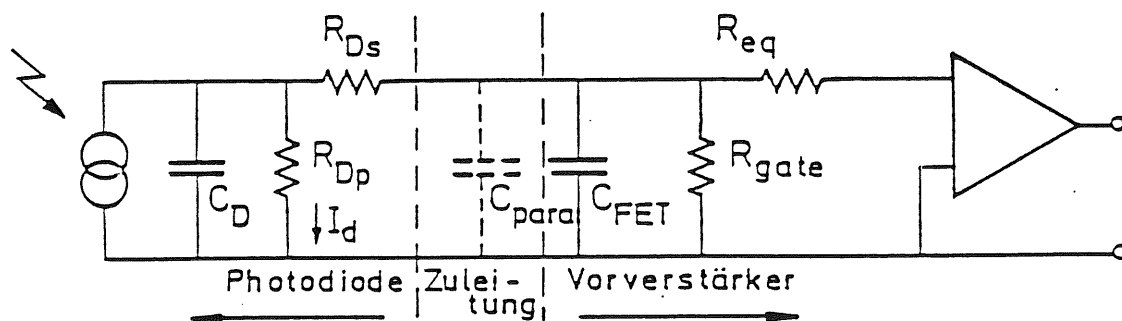 R_Ds
R_eq
C_D
R_Dp
I_d
C_para
C_FET
R_gate
Photodiode
Zulei-
tung
Vorverstärker